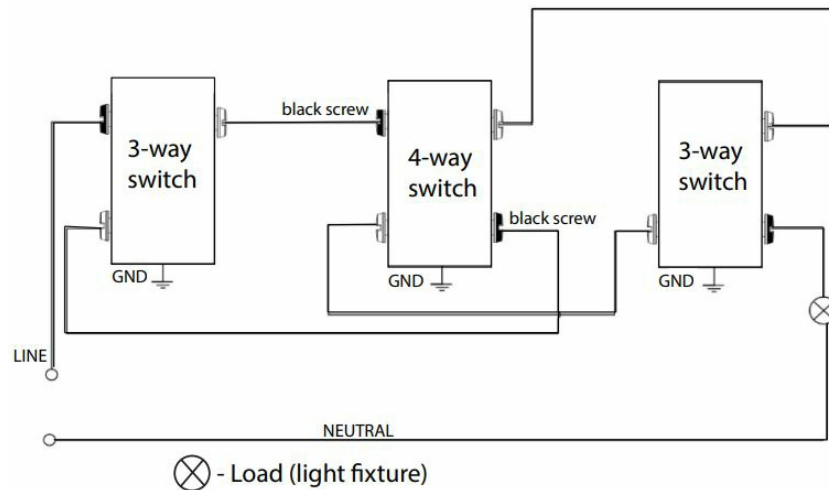 black screw
3-way
switch
4-way
switch
3-way
switch
black screw
GND
GND
GND
LINE
NEUTRAL
- Load (light fixture)